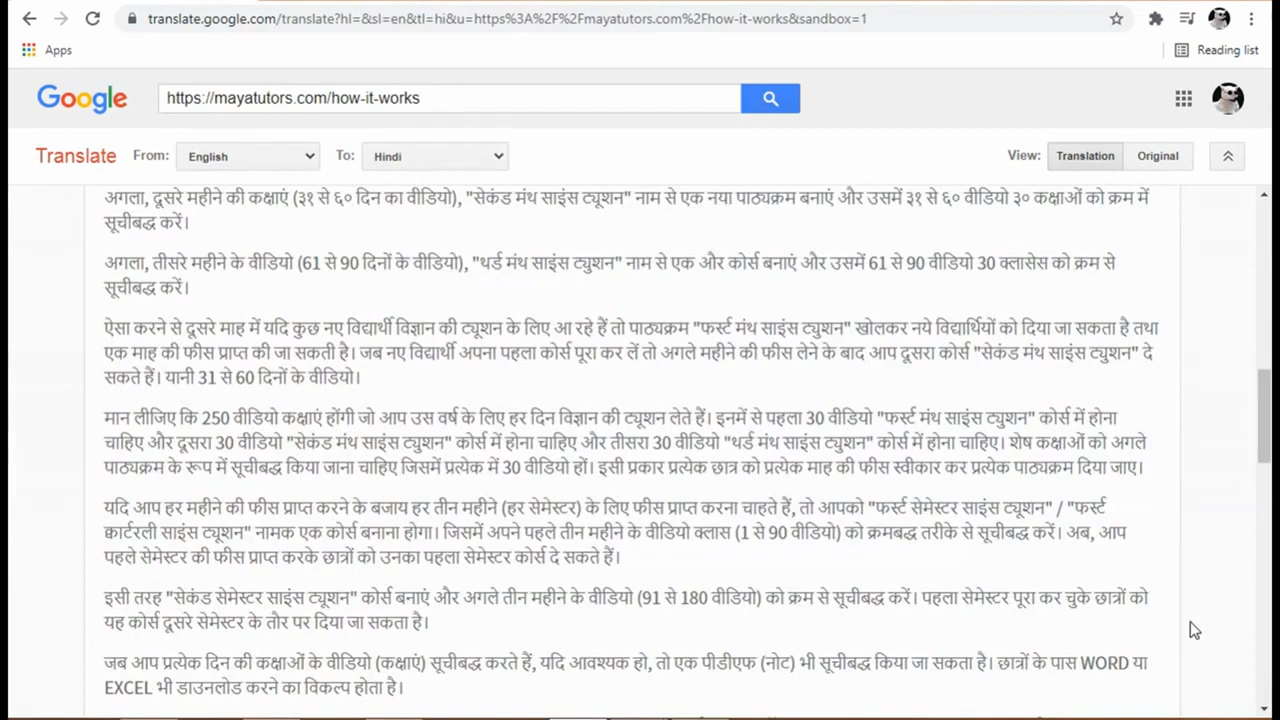 translate.google.com/translate?hl=&sl=en&tl=hi&u=https%3A%2F%2Fmayatutors.com%2Fhow-it-works&sandbox=1
Apps
Reading list
Google
https://mayatutors.com/how-it-works
Translate From: English To: Hindi View: Translation Original
अगला, दूसरे महीने की कक्षाएं (३१ से ६० दिन का वीडियो), "सेकंड मंथ साइंस ट्यूशन" नाम से एक नया पाठ्यक्रम बनाएं और उसमें ३१ से ६० वीडियो ३० कक्षाओं को क्रम में
सूचीबद्ध करें।
अगला, तीसरे महीने के वीडियो (61 से 90 दिनों के वीडियो), "थर्ड मंथ साइंस ट्युशन" नाम से एक और कोर्स बनाएं और उसमें 61 से 90 वीडियो 30 क्लासेस को क्रम से
सूचीबद्ध करें।
ऐसा करने से दूसरे माह में यदि कुछ नए विद्यार्थी विज्ञान की ट्यूशन के लिए आ रहे हैं तो पाठ्यक्रम "फर्स्ट मंथ साइंस ट्युशन" खोलकर नये विद्यार्थियों को दिया जा सकता है तथा
एक माह की फीस प्राप्त की जा सकती है। जब नए विद्यार्थी अपना पहला कोर्स पूरा कर लें तो अगले महीने की फीस लेने के बाद आप दूसरा कोर्स "सेकंड मंथ साइंस ट्युशन" दे
सकते हैं। यानी 31 से 60 दिनों के वीडियो।
मान लीजिए कि 250 वीडियो कक्षाएं होंगी जो आप उस वर्ष के लिए हर दिन विज्ञान की ट्यूशन लेते हैं। इनमें से पहला 30 वीडियो "फर्स्ट मंथ साइंस ट्युशन" कोर्स में होना
चाहिए और दूसरा 30 वीडियो "सेकंड मंथ साइंस ट्युशन" कोर्स में होना चाहिए और तीसरा 30 वीडियो "थर्ड मंथ साइंस ट्युशन" कोर्स में होना चाहिए। शेष कक्षाओं को अगले
पाठ्यक्रम के रूप में सूचीबद्ध किया जाना चाहिए जिसमें प्रत्येक में 30 वीडियो हों। इसी प्रकार प्रत्येक छात्र को प्रत्येक माह की फीस स्वीकार कर प्रत्येक पाठ्यक्रम दिया जाए।
यदि आप हर महीने की फीस प्राप्त करने के बजाय हर तीन महीने (हर सेमेस्टर) के लिए फीस प्राप्त करना चाहते हैं, तो आपको "फर्स्ट सेमेस्टर साइंस ट्यूशन" / "फर्स्ट
क्वार्टरली साइंस ट्यूशन" नामक एक कोर्स बनाना होगा। जिसमें अपने पहले तीन महीने के वीडियो क्लास (1 से 90 वीडियो) को क्रमबद्ध तरीके से सूचीबद्ध करें। अब, आप
पहले सेमेस्टर की फीस प्राप्त करके छात्रों को उनका पहला सेमेस्टर कोर्स दे सकते हैं।
इसी तरह "सेकंड सेमेस्टर साइंस ट्यूशन" कोर्स बनाएं और अगले तीन महीने के वीडियो (91 से 180 वीडियो) को क्रम से सूचीबद्ध करें। पहला सेमेस्टर पूरा कर चुके छात्रों को
यह कोर्स दूसरे सेमेस्टर के तौर पर दिया जा सकता है।
जब आप प्रत्येक दिन की कक्षाओं के वीडियो (कक्षाएं) सूचीबद्ध करते हैं, यदि आवश्यक हो, तो एक पीडीएफ (नोट) भी सूचीबद्ध किया जा सकता है। छात्रों के पास WORD या
EXCEL भी डाउनलोड करने का विकल्प होता है।